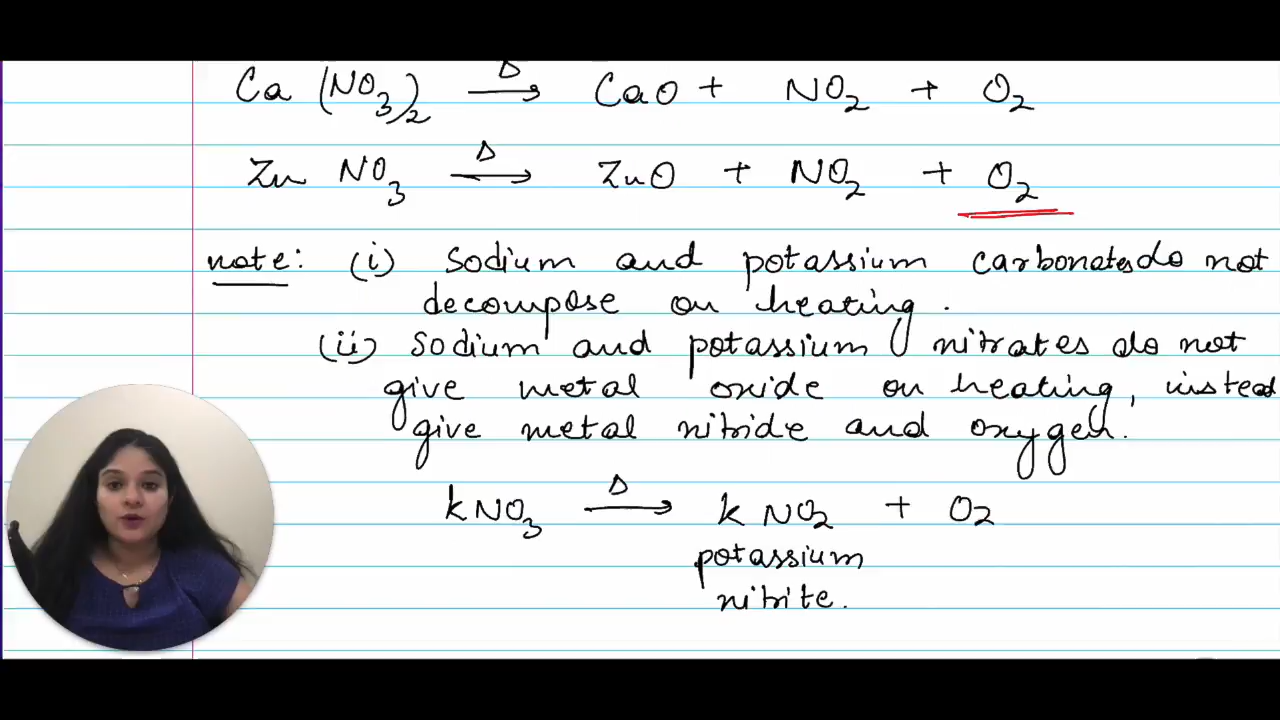 Ca (NO₃)₂ —Δ→ CaO + NO₂ + O₂
Zn NO₃ —Δ→ ZnO + NO₂ + O₂
note: (i) Sodium and potassium carbonates do not
decompose on heating.
(ii) Sodium and potassium nitrates do not
give metal oxide on heating, instead
give metal nitride and oxygen.
kNO₃ —Δ→ kNO₂ + O₂
potassium
nitrite.